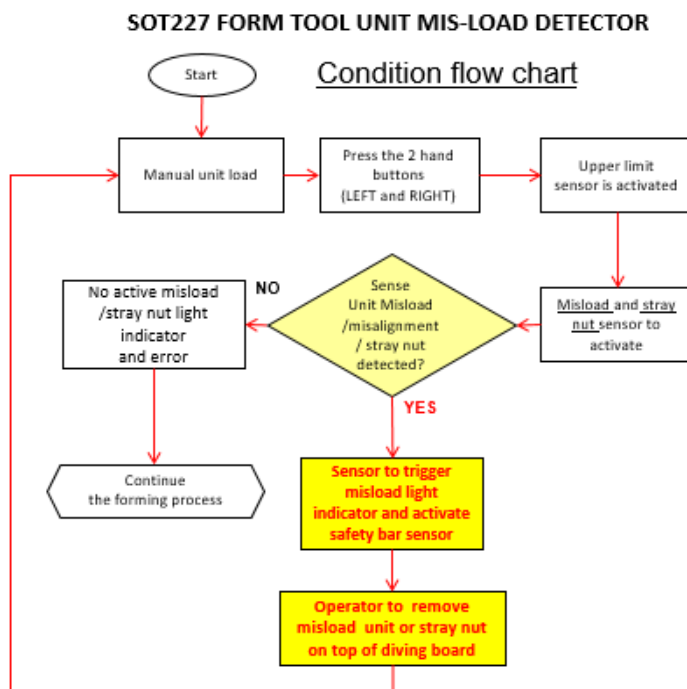 SOT227 FORM TOOL UNIT MIS-LOAD DETECTOR
Start
Condition flow chart
Manual unit load
Press the 2 hand
buttons
(LEFT and RIGHT)
Upper limit
sensor is activated
No active misload
/stray nut light
indicator
and error
NO
Sense
Unit Misload
/misalignment
/ stray nut
detected?
Misload and stray
nut sensor to
activate
YES
Continue
the forming process
Sensor to trigger
misload light
indicator and activate
safety bar sensor
Operator to remove
misload unit or stray nut
on top of diving board